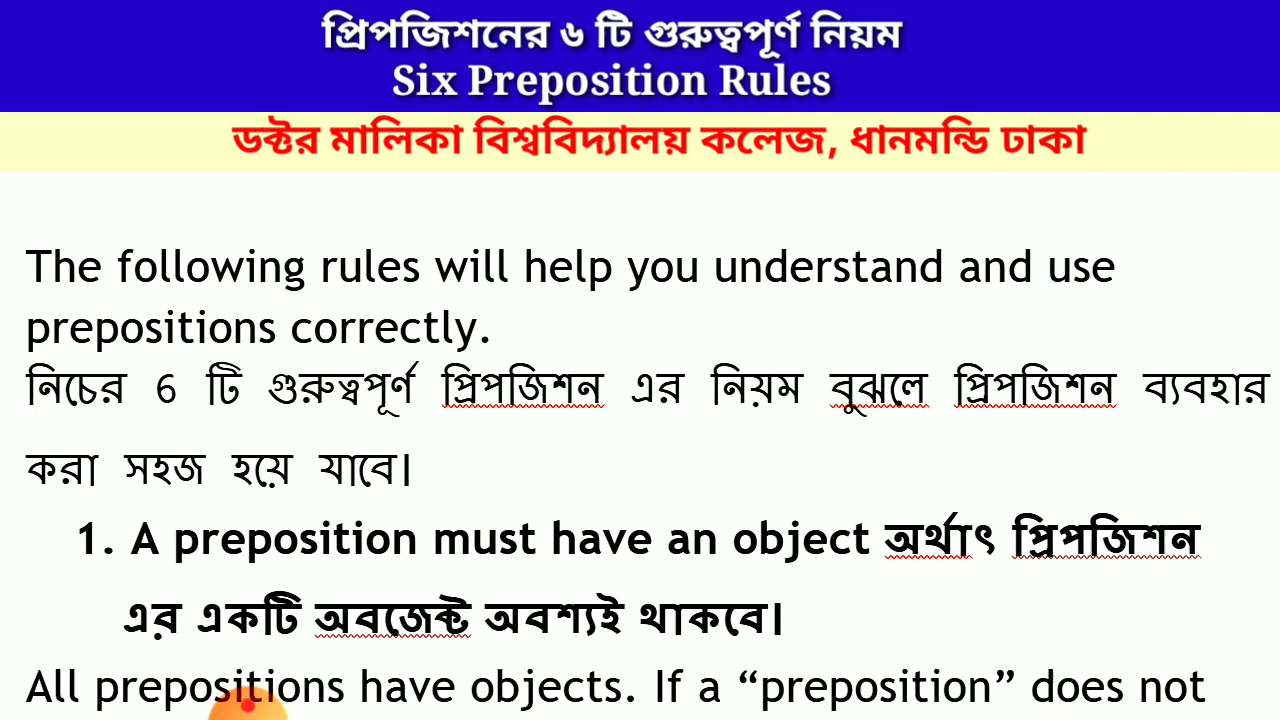 প্রিপজিশনের ৬ টি গুরুত্বপূর্ণ নিয়ম
Six Preposition Rules
ডক্টর মালিকা বিশ্ববিদ্যালয় কলেজ, ধানমন্ডি ঢাকা
The following rules will help you understand and use
prepositions correctly.
নিচের 6 টি গুরুত্বপূর্ণ প্রিপজিশন এর নিয়ম বুঝলে প্রিপজিশন ব্যবহার
করা সহজ হয়ে যাবে।
1. A preposition must have an object অর্থাৎ প্রিপজিশন
এর একটি অবজেক্ট অবশ্যই থাকবে।
All prepositions have objects. If a “preposition” does not